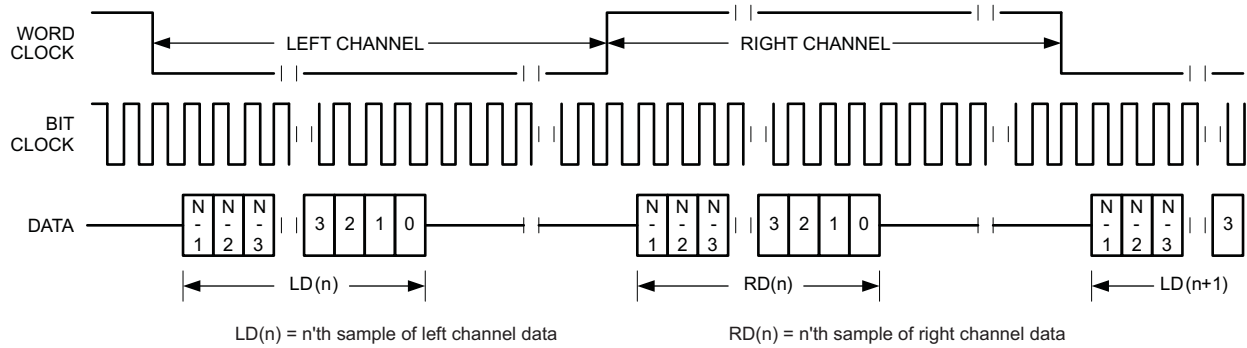 WORD
CLOCK
LEFT CHANNEL
RIGHT CHANNEL
BIT
CLOCK
DATA
N-1 N-2 N-3 3 2 1 0
N-1 N-2 N-3 3 2 1 0
N-1 N-2 N-3 3
LD(n)
RD(n)
LD(n+1)
LD(n) = n'th sample of left channel data
RD(n) = n'th sample of right channel data